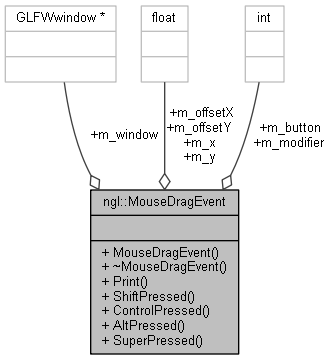 GLFWwindow *
float
int
+m_offsetX
+m_offsetY
+m_x
+m_y
+m_window
+m_button
+m_modifier
ngl::MouseDragEvent
+ MouseDragEvent()
+ ~MouseDragEvent()
+ Print()
+ ShiftPressed()
+ ControlPressed()
+ AltPressed()
+ SuperPressed()